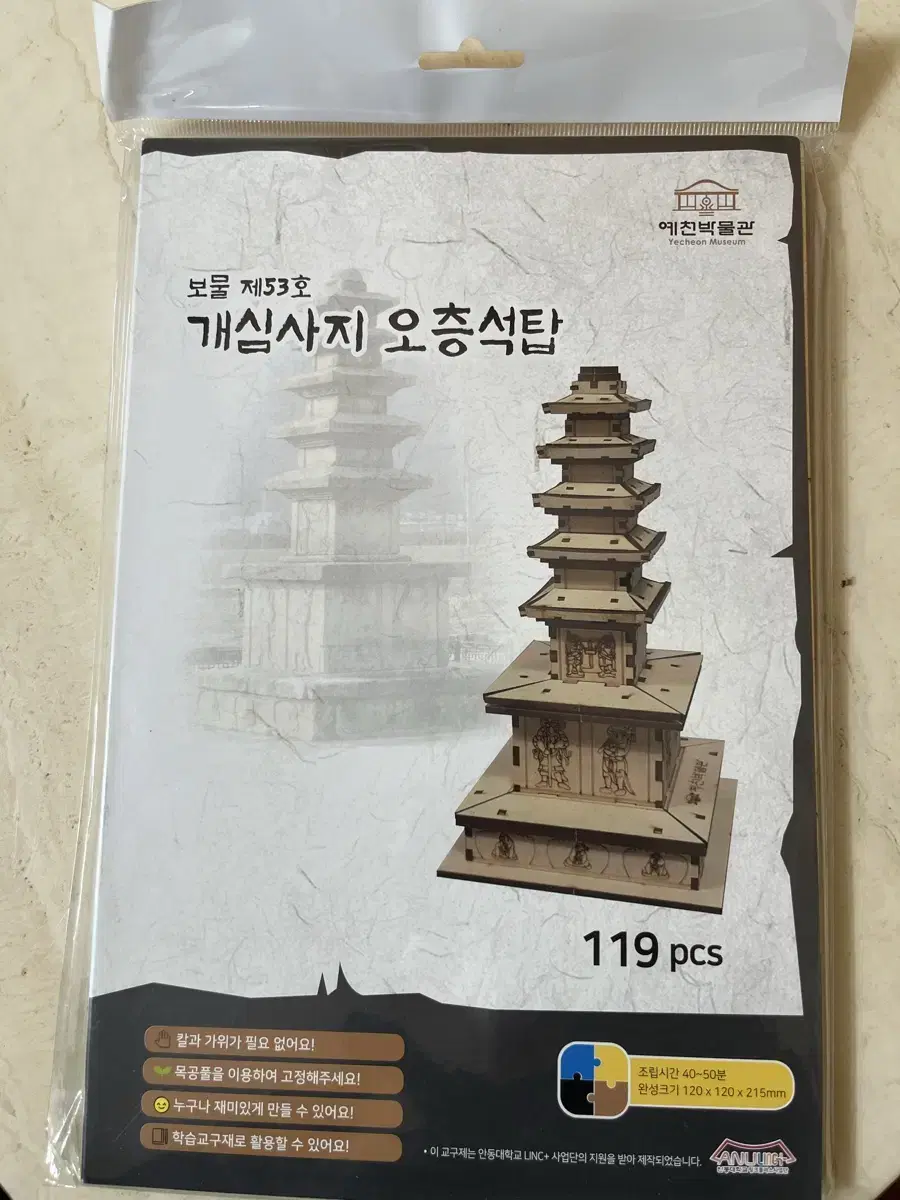 예천박물관
Yecheon Museum
보물 제53호
개심사지 오층석탑
119 pcs
칼과 가위가 필요 없어요!
목공풀을 이용하여 고정해주세요!
누구나 재미있게 만들 수 있어요!
학습교구재로 활용할 수 있어요!
조립시간 40~50분
완성크기 120 x 120 x 215mm
• 이 교구제는 안동대학교 LINC+ 사업단의 지원을 받아 제작되었습니다.